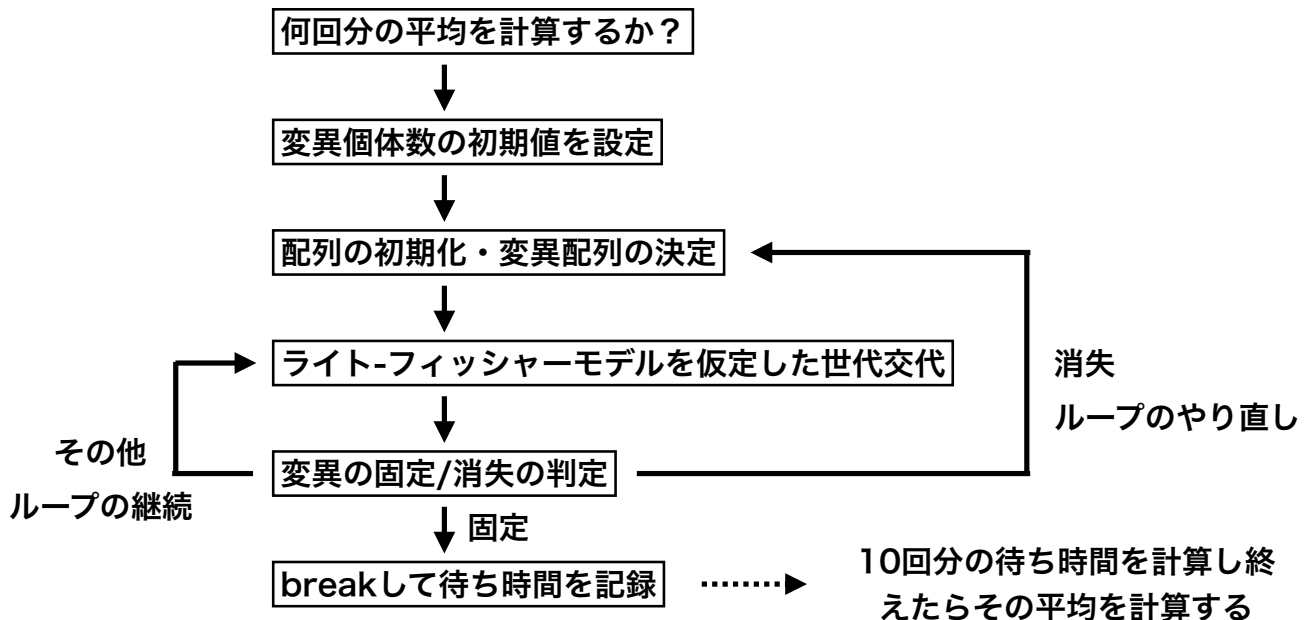 何回分の平均を計算するか？
変異個体数の初期値を設定
配列の初期化・変異配列の決定
ライト-フィッシャーモデルを仮定した世代交代
消失
ループのやり直し
その他
ループの継続
変異の固定/消失の判定
固定
breakして待ち時間を記録
10回分の待ち時間を計算し終
えたらその平均を計算する